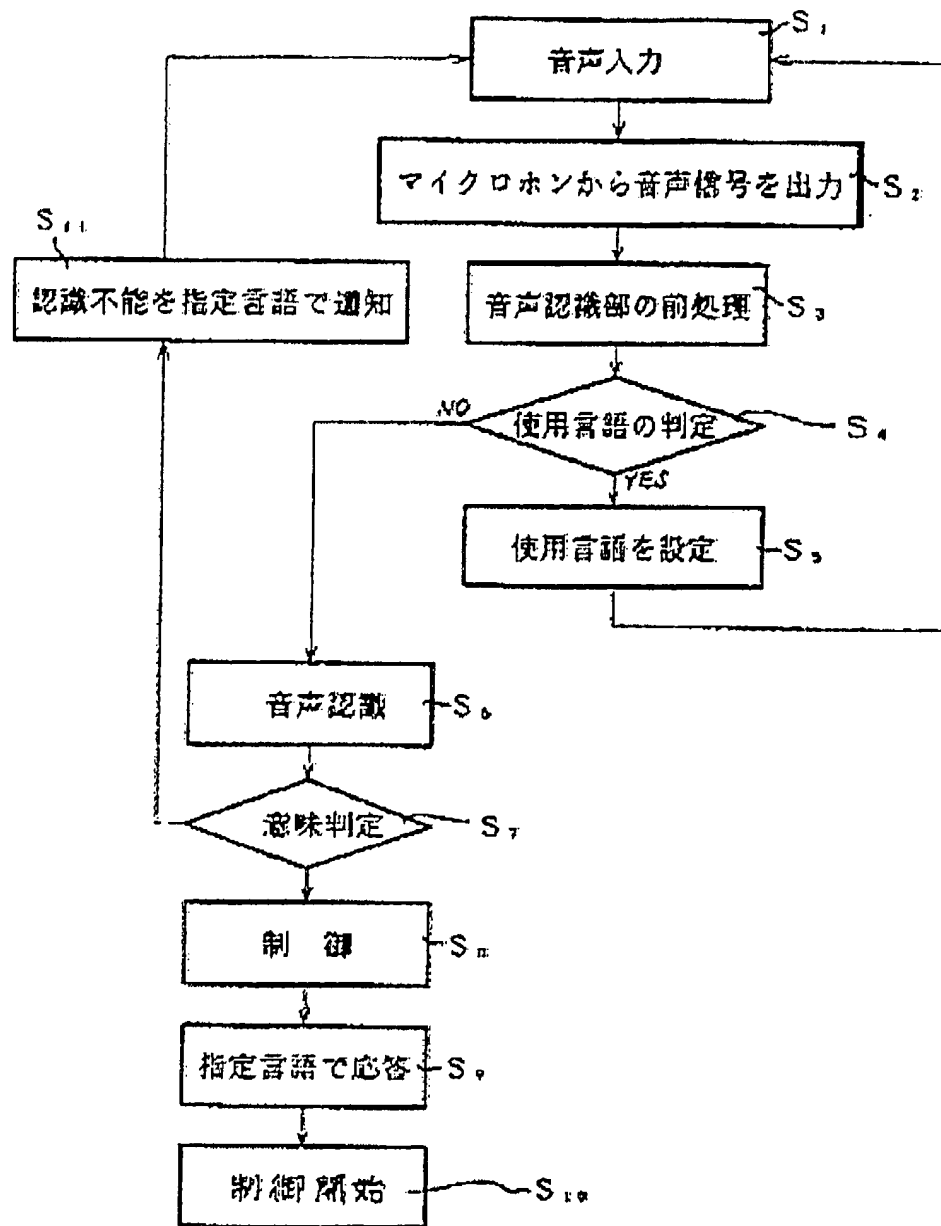 音声入力
S₁
マイクロホンから音声信号を出力
S₂
S₁₁
認識不能を指定言語で通知
音声認識部の前処理
S₃
NO
使用言語の判定
S₄
YES
使用言語を設定
S₅
音声認識
S₆
意味判定
S₇
制 御
S₈
指定言語で応答
S₉
制御開始
S₁₀